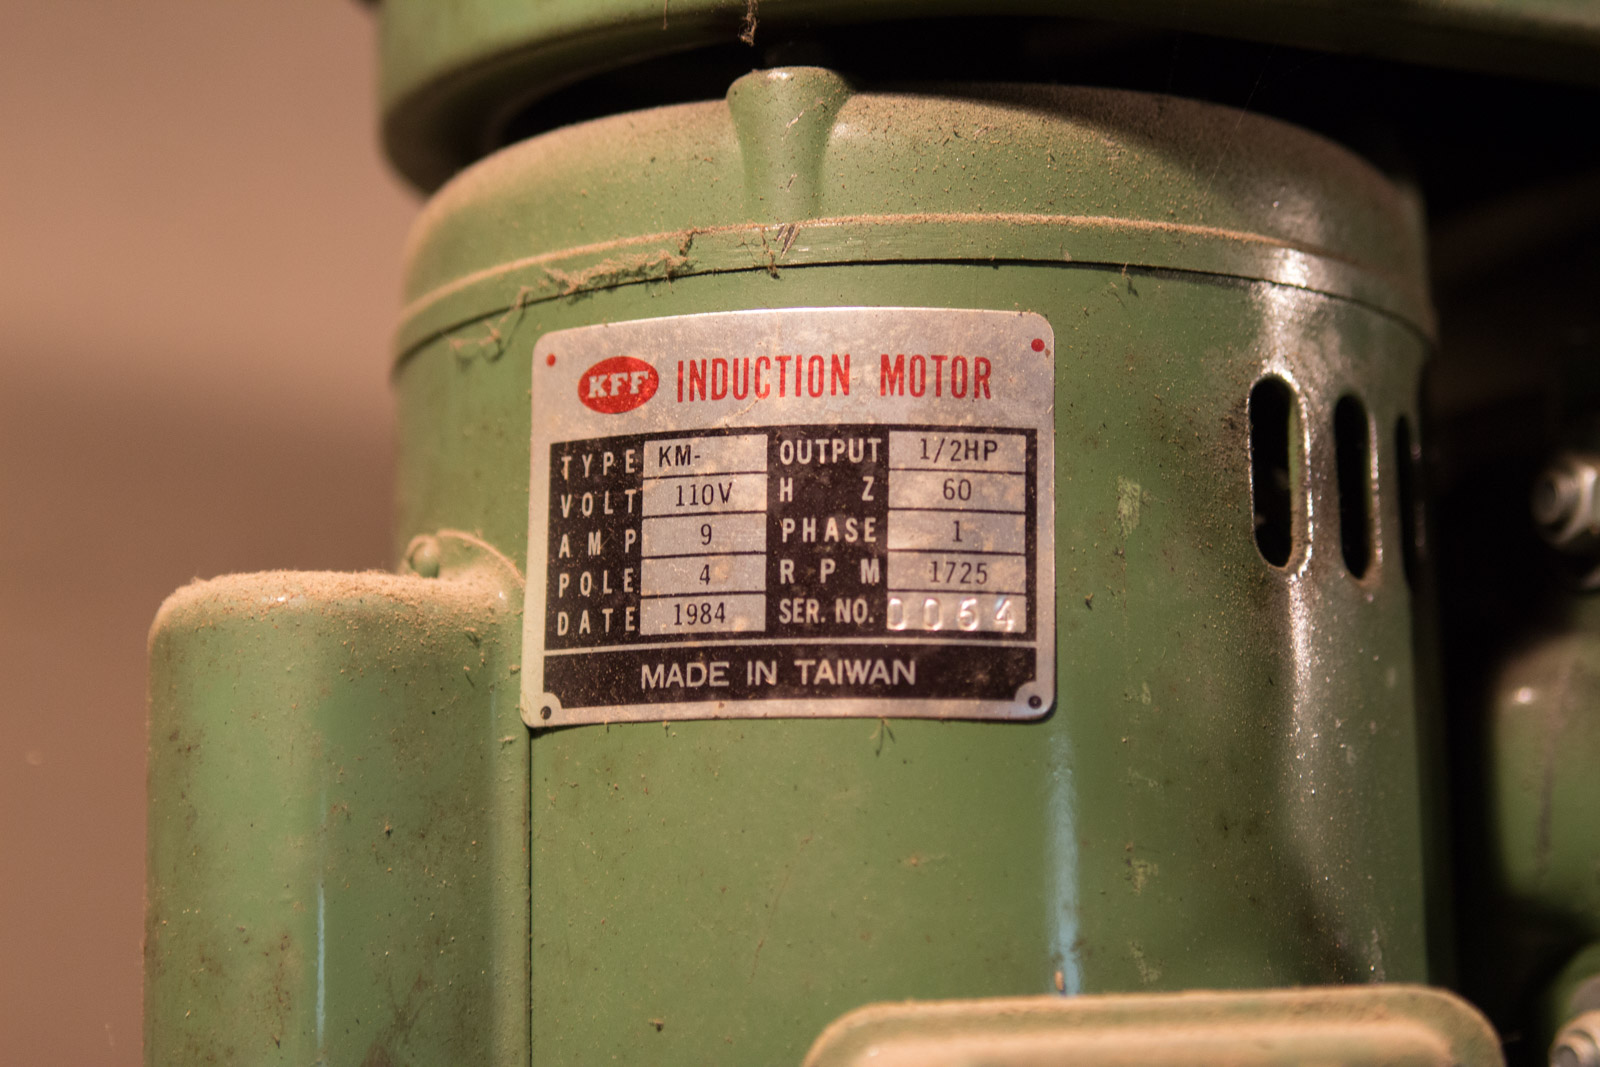 KFF INDUCTION MOTOR
TYPE KM- OUTPUT 1/2HP
VOLT 110V HZ 60
AMP 9 PHASE 1
POLE 4 RPM 1725
DATE 1984 SER. NO. 0064
MADE IN TAIWAN